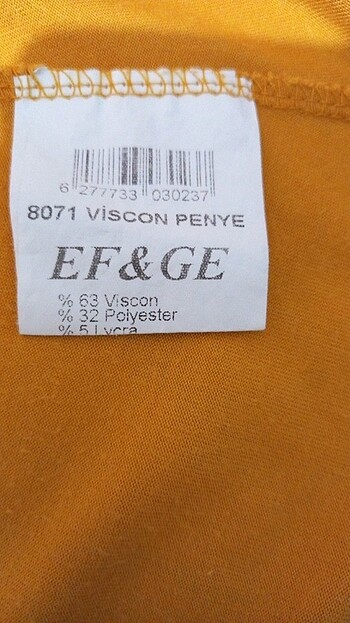 6 277733 030237
8071 VİSCON PENYE
EF&GE
% 63 Viscon
% 32 Polyester
% 5 Lycra